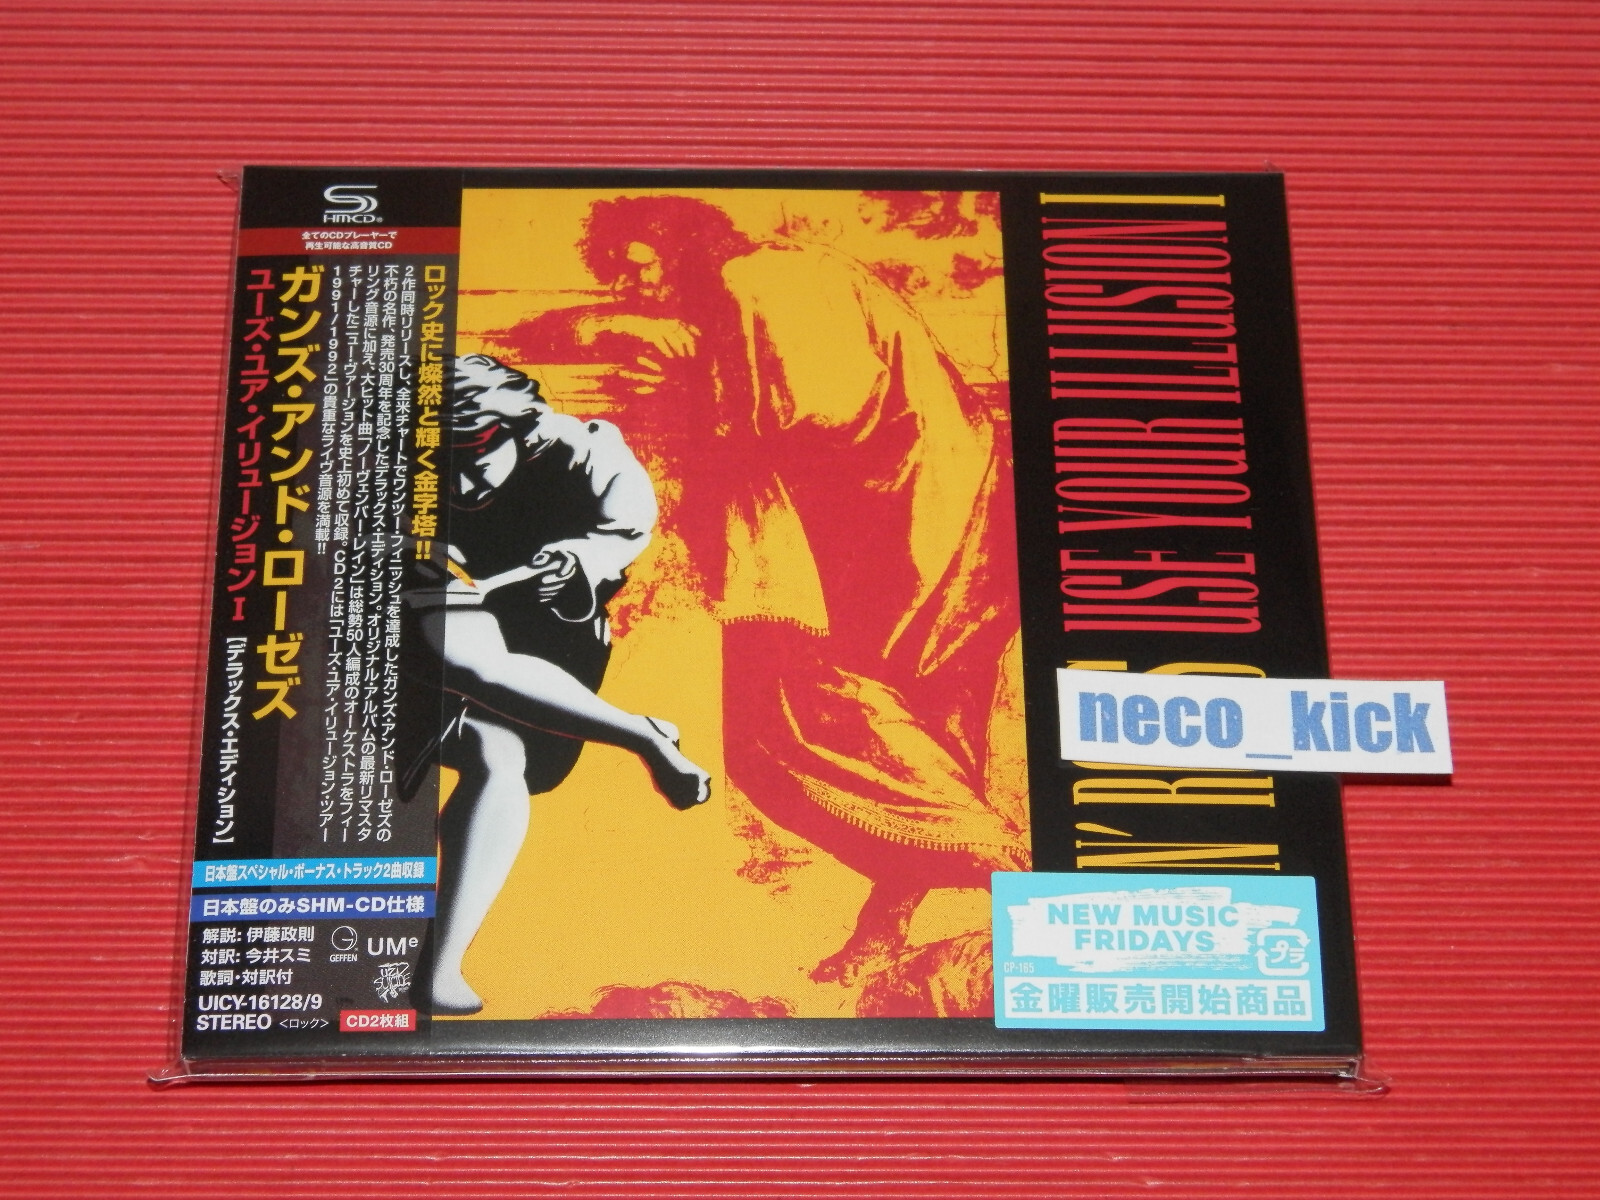 SHM-CD
全てのCDプレーヤーで
再生可能な高音質CD
ロック史に燦然と輝く金字塔!!
2作同時リリースし、全米チャートでワンツー・フィニッシュを達成したガンズ・アンド・ローゼズの
不朽の名作、発売30周年を記念したデラックス・エディション。オリジナル・アルバムの最新リマスタ
リング音源に加え、大ヒット曲「ノーヴェンバー・レイン」は総勢50人編成のオーケストラをフィー
チャーしたニュー・ヴァージョンを史上初めて収録。CD2には「ユーズ・ユア・イリュージョン・ツアー
1991/1992」の貴重なライヴ音源を満載!!
ガンズ・アンド・ローゼズ
ユーズ・ユア・イリュージョンI
【デラックス・エディション】
日本盤スペシャル・ボーナス・トラック2曲収録
日本盤のみSHM-CD仕様
解説: 伊藤政則
対訳: 今井スミ
歌詞・対訳付
GEFFEN
UMe
UICY-16128/9
STEREO <ロック> CD2枚組
USE YOUR ILLUSION I
N' R
neco_kick
NEW MUSIC
FRIDAYS
CP-165
プラ
金曜販売開始商品